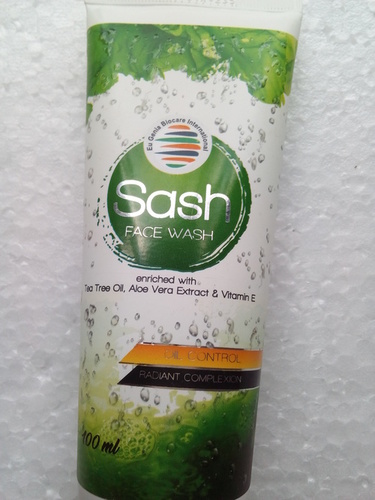 Eu Genia Biocare International
Sash
FACE WASH
enriched with
Tea Tree Oil, Aloe Vera Extract & Vitamin E
OIL CONTROL
RADIANT COMPLEXION
100 ml